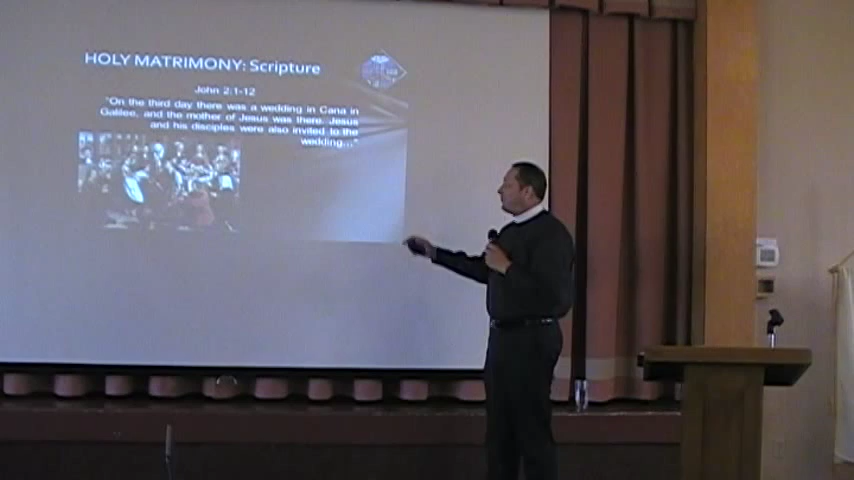 HOLY MATRIMONY: Scripture
John 2:1-12
"On the third day there was a wedding in Cana in
Galilee, and the mother of Jesus was there. Jesus
and his disciples were also invited to the
wedding..."